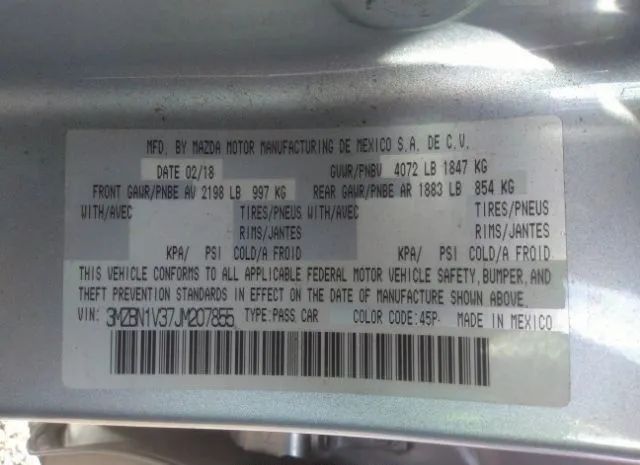 MFD. BY MAZDA MOTOR MANUFACTURING DE MEXICO S.A. DE C.V.
DATE 02/18 GVWR/PNBV 4072 LB 1847 KG
FRONT GAWR/PNBE AV 2198 LB 997 KG REAR GAWR/PNBE AR 1883 LB 854 KG
WITH/AVEC TIRES/PNEUS WITH/AVEC TIRES/PNEUS
RIMS/JANTES RIMS/JANTES
KPA/ PSI COLD/A FROID KPA/ PSI COLD/A FROID
THIS VEHICLE CONFORMS TO ALL APPLICABLE FEDERAL MOTOR VEHICLE SAFETY, BUMPER, AND
THEFT PREVENTION STANDARDS IN EFFECT ON THE DATE OF MANUFACTURE SHOWN ABOVE.
VIN: 3MZBN1V37JM207855 TYPE:PASS CAR COLOR CODE:45P MADE IN MEXICO